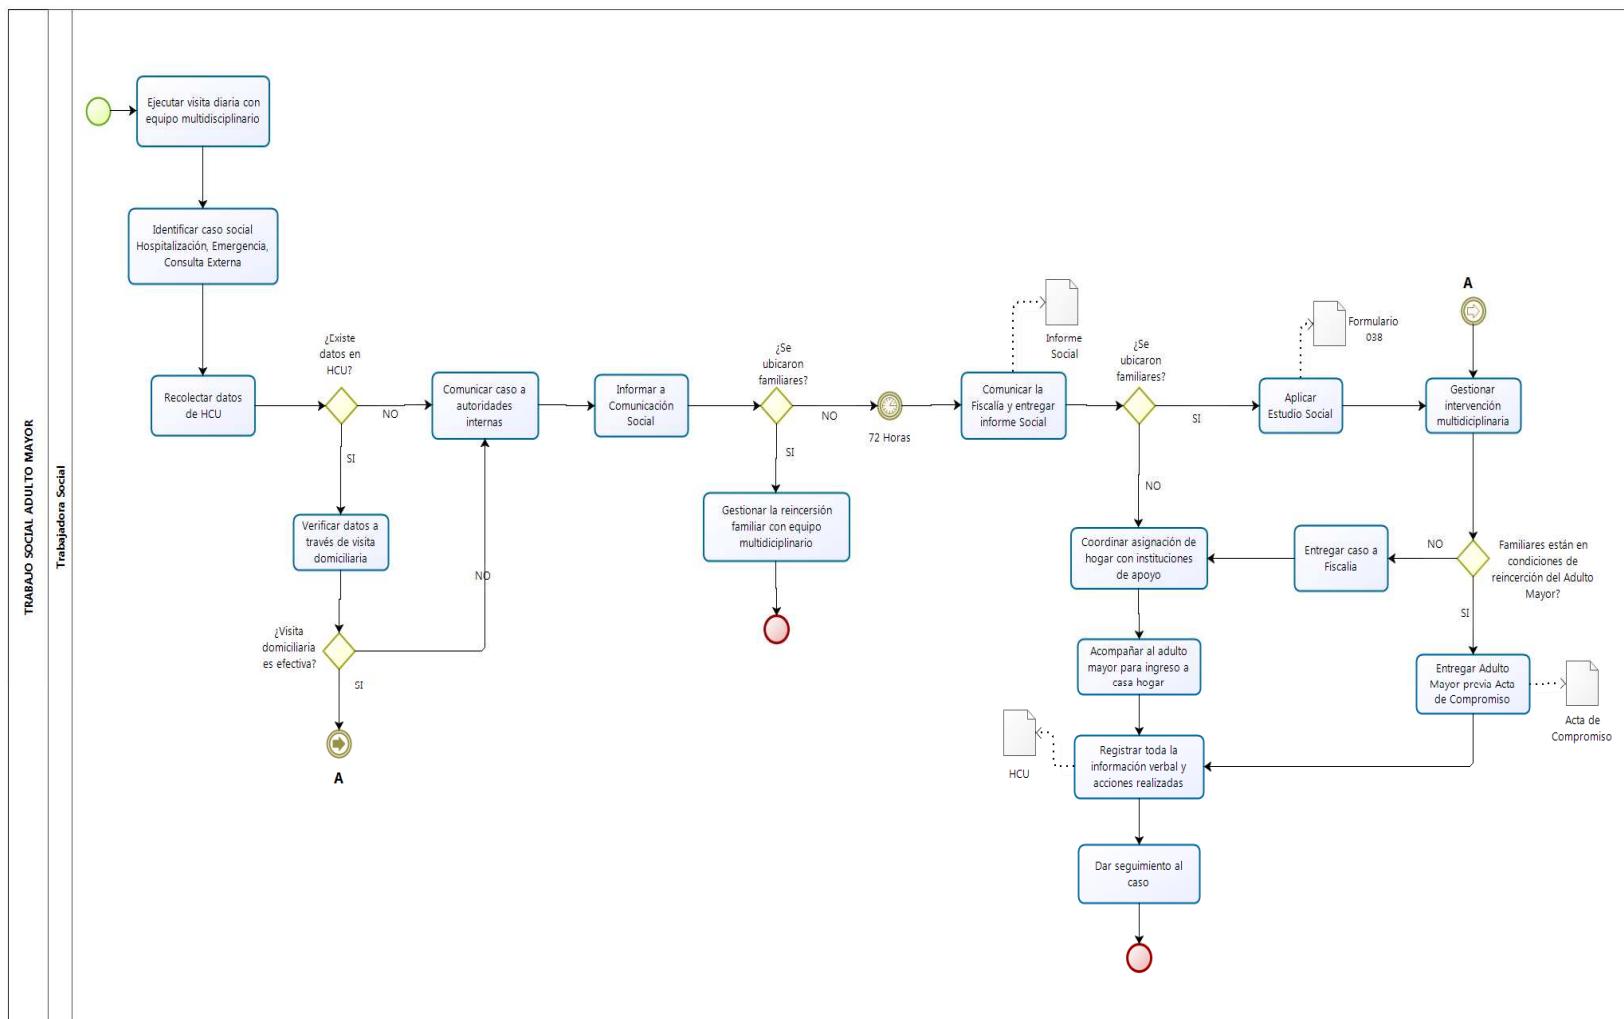 TRABAJO SOCIAL ADULTO MAYOR
Trabajadora Social
Ejecutar visita diaria con
equipo multidisciplinario
Identificar caso social
Hospitalización, Emergencia,
Consulta Externa
Recolectar datos
de HCU
¿Existe
datos en
HCU?
NO
SI
Verificar datos a
través de visita
domiciliaria
¿Visita
domiciliaria
es efectiva?
NO
SI
A
Comunicar caso a
autoridades
internas
Informar a
Comunicación
Social
¿Se
ubicaron
familiares?
NO
SI
Gestionar la reincersión
familiar con equipo
multidiciplinario
72 Horas
Comunicar la
Fiscalía y entregar
informe Social
Informe
Social
¿Se
ubicaron
familiares?
SI
NO
Aplicar
Estudio Social
Formulario
038
A
Gestionar
intervención
multidiciplinaria
Familiares están en
condiciones de
reincerción del Adulto
Mayor?
NO
SI
Entregar caso a
Fiscalia
Coordinar asignación de
hogar con instituciones
de apoyo
Acompañar al adulto
mayor para ingreso a
casa hogar
Entregar Adulto
Mayor previa Acta
de Compromiso
Acta de
Compromiso
Registrar toda la
información verbal y
acciones realizadas
HCU
Dar seguimiento al
caso